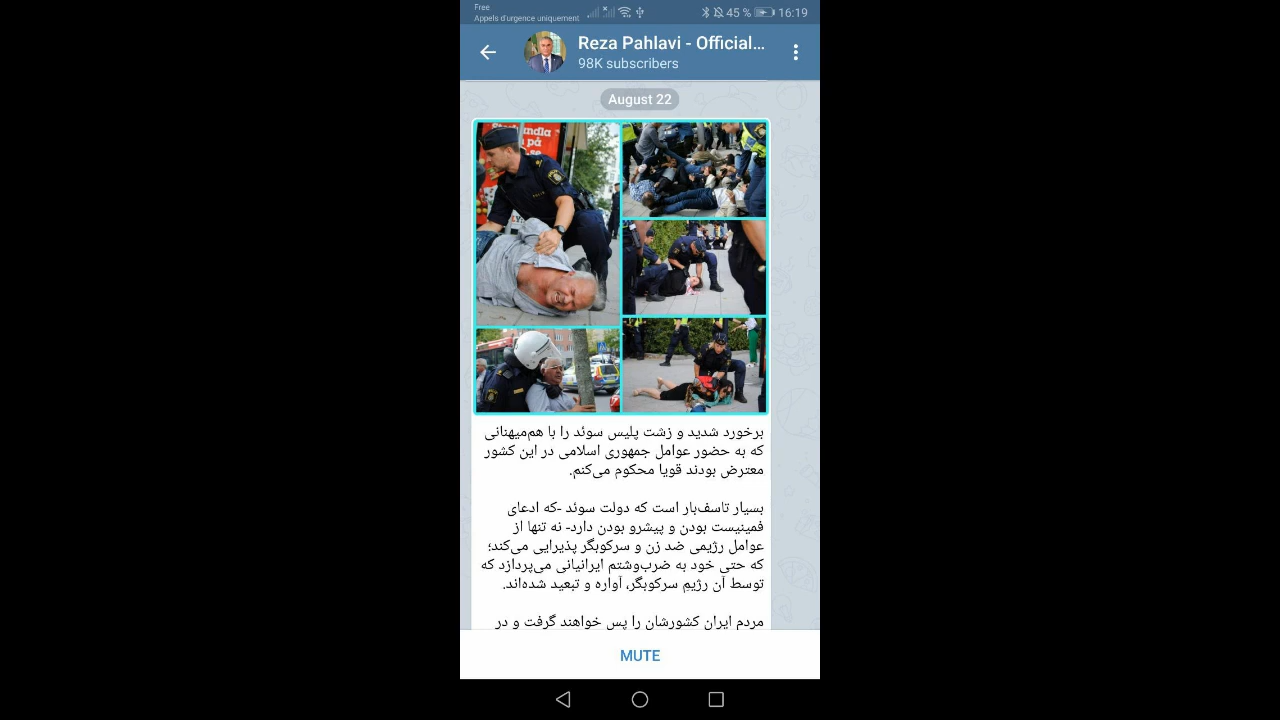 Free
Appels d'urgence uniquement
45 %
16:19
Reza Pahlavi - Official...
98K subscribers
August 22
برخورد شدید و زشت پلیس سوئد را با هم‌میهنانی
که به حضور عوامل جمهوری اسلامی در این کشور
معترض بودند قویا محکوم می‌کنم.
بسیار تاسف‌بار است که دولت سوئد -که ادعای
فمینیست بودن و پیشرو بودن دارد- نه تنها از
عوامل رژیمی ضد زن و سرکوبگر پذیرایی می‌کند؛
که حتی خود به ضرب‌وشتم ایرانیانی می‌پردازد که
توسط آن رژیمِ سرکوبگر، آواره و تبعید شده‌اند.
مردم ایران کشورشان را پس خواهند گرفت و در
MUTE